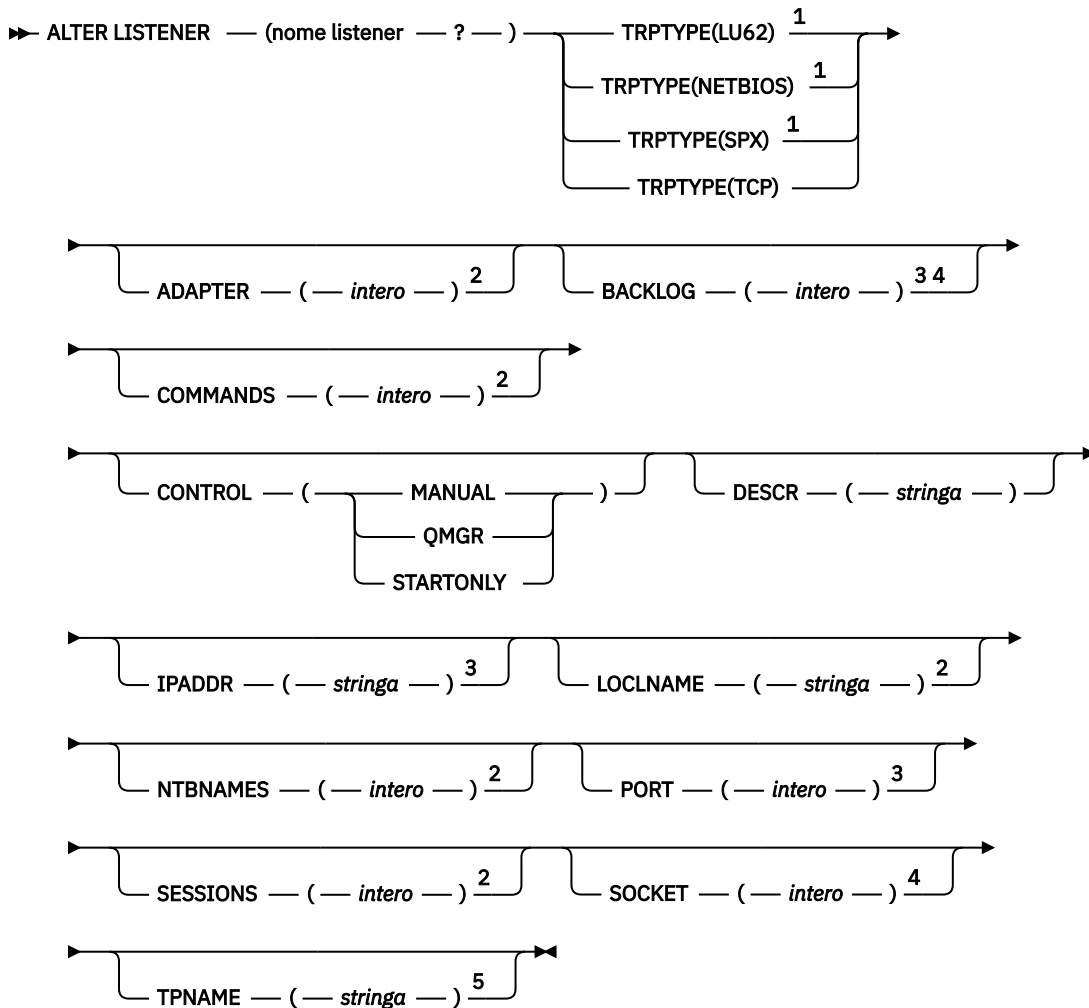 ALTER LISTENER (nome listener ? ) TRPTYPE(LU62) 1
TRPTYPE(NETBIOS) 1
TRPTYPE(SPX) 1
TRPTYPE(TCP)
ADAPTER ( intero ) 2 BACKLOG ( intero ) 3 4
COMMANDS ( intero ) 2
CONTROL ( MANUAL ) DESCR ( stringa )
QMGR
STARTONLY
IPADDR ( stringa ) 3 LOCLNAME ( stringa ) 2
NTBNAMES ( intero ) 2 PORT ( intero ) 3
SESSIONS ( intero ) 2 SOCKET ( intero ) 4
TPNAME ( stringa ) 5